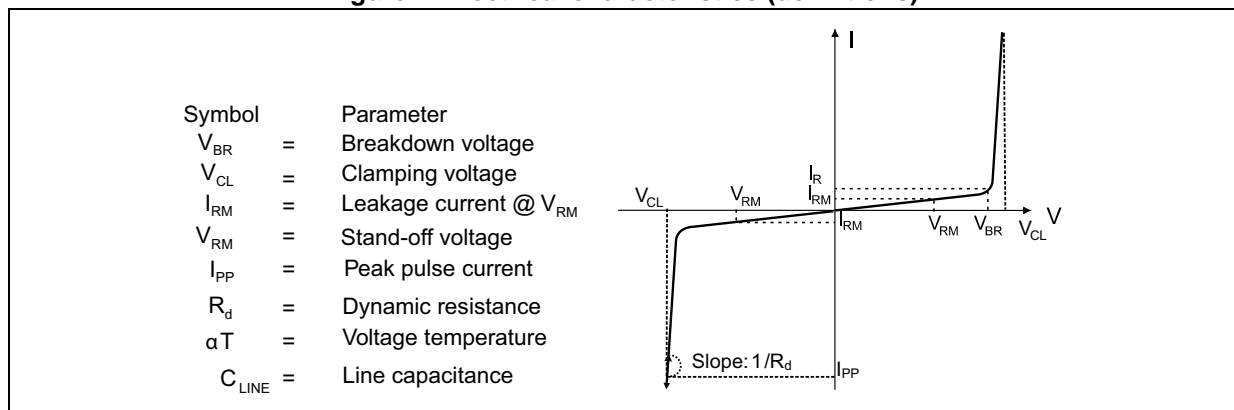 Symbol Parameter
V_BR = Breakdown voltage
V_CL = Clamping voltage
I_RM = Leakage current @ V_RM
V_RM = Stand-off voltage
I_PP = Peak pulse current
R_d = Dynamic resistance
αT = Voltage temperature
C_LINE = Line capacitance
I
I_R
I_RM
V_CL V_RM
I_RM V_RM V_BR V_CL V
Slope: 1/R_d
I_PP